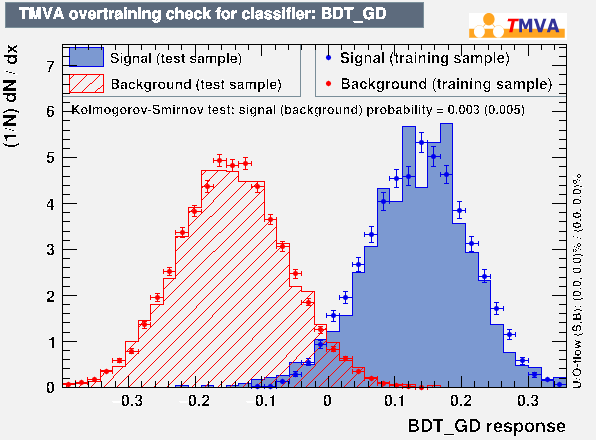 TMVA overtraining check for classifier: BDT_GD
TMVA
Signal (test sample)
Background (test sample)
Signal (training sample)
Background (training sample)
Kolmogorov-Smirnov test: signal (background) probability = 0.003 (0.005)
(1/N) dN / dx
7
6
5
4
3
2
1
0
-0.3
-0.2
-0.1
0
0.1
0.2
0.3
BDT_GD response
U/O-flow (S,B): (0.0, 0.0)% / (0.0, 0.0)%